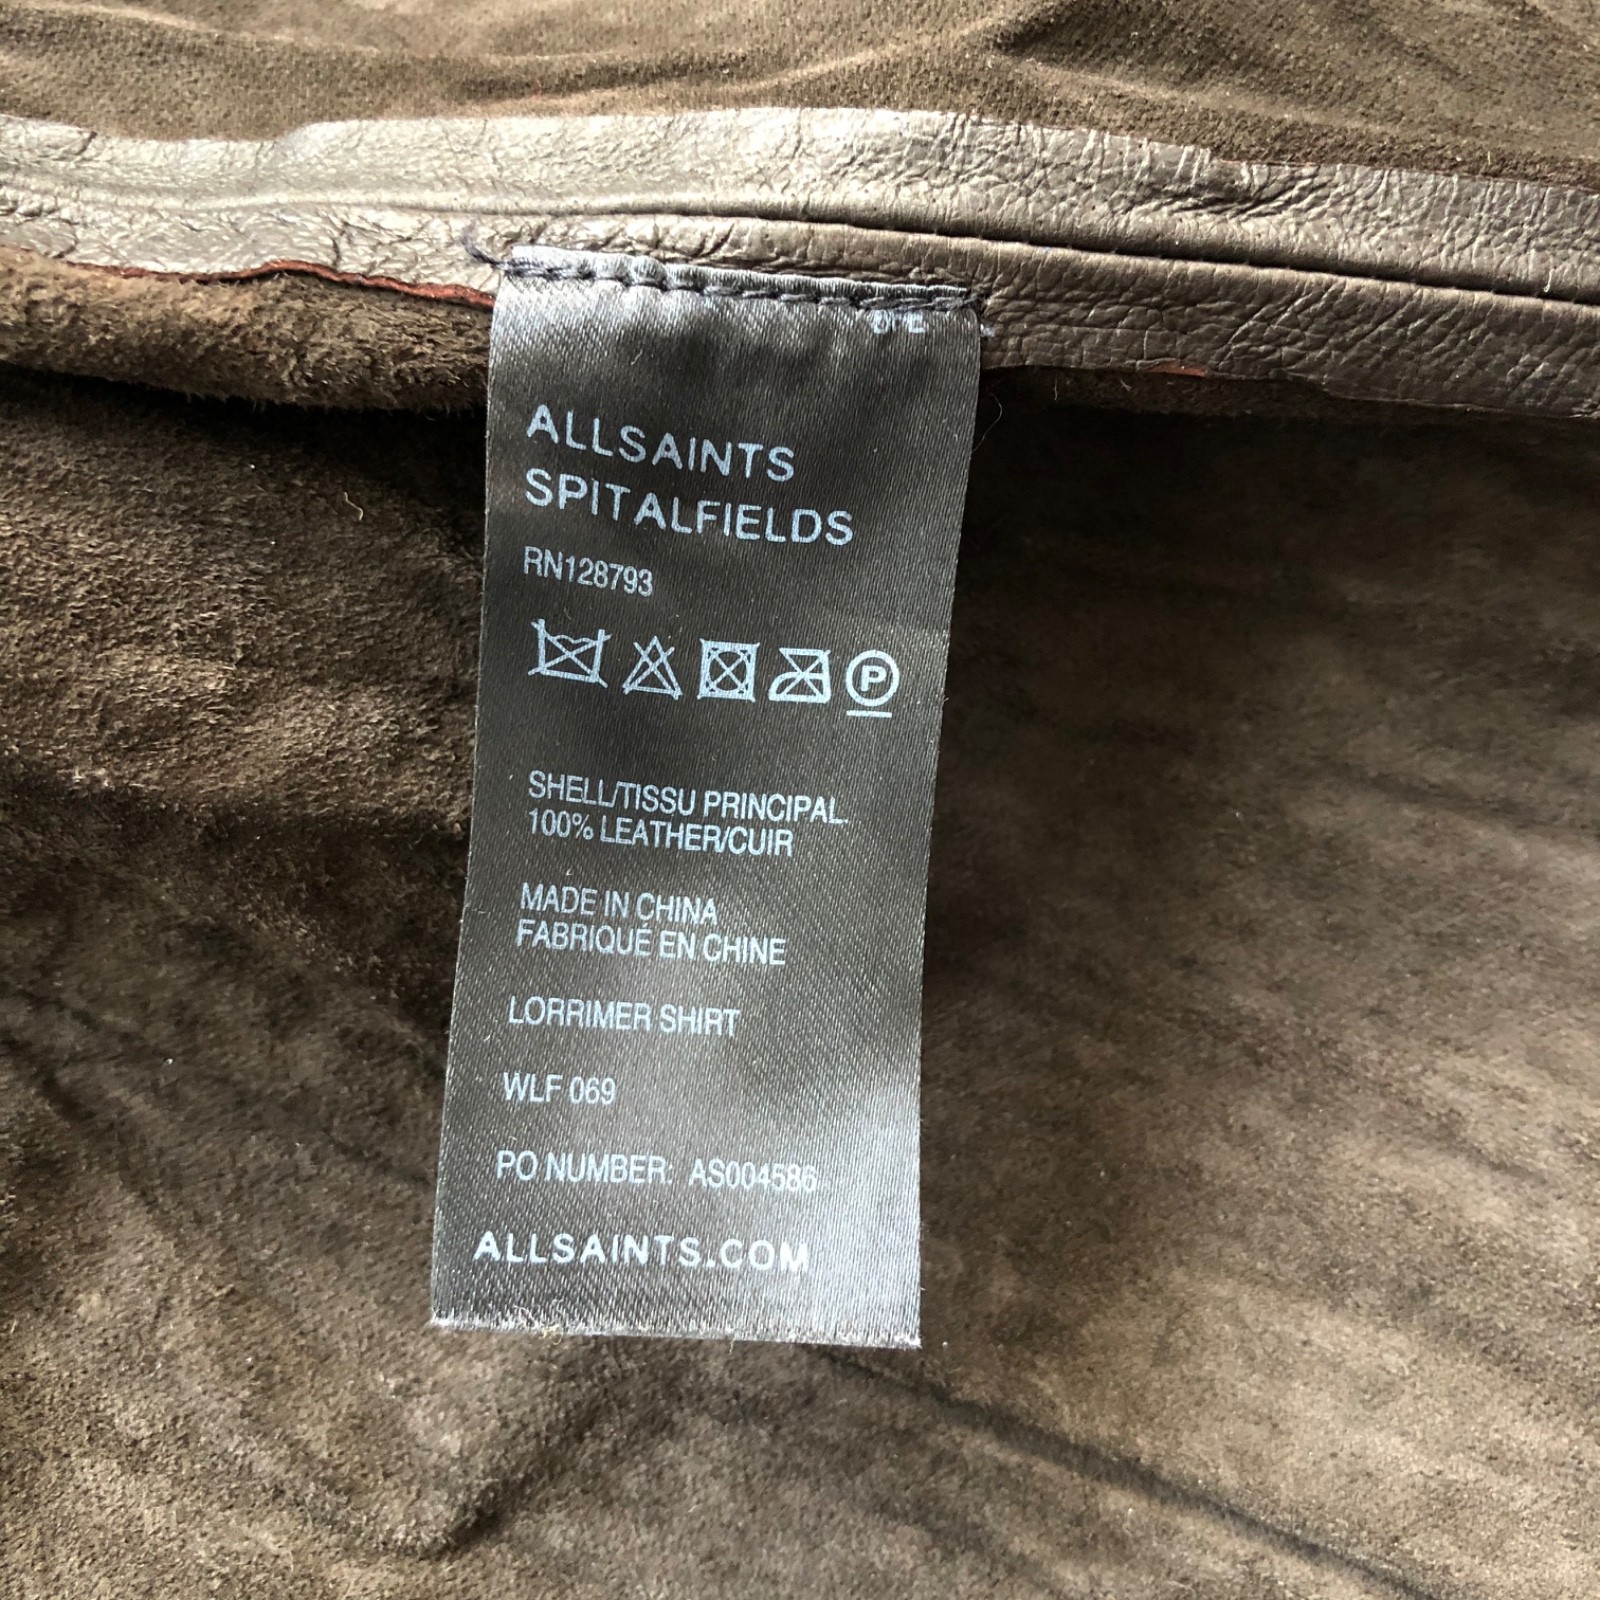 ALLSAINTS
SPITALFIELDS
RN128793
P
SHELL/TISSU PRINCIPAL
100% LEATHER/CUIR
MADE IN CHINA
FABRIQUÉ EN CHINE
LORRIMER SHIRT
WLF 069
PO NUMBER: AS004586
ALLSAINTS.COM